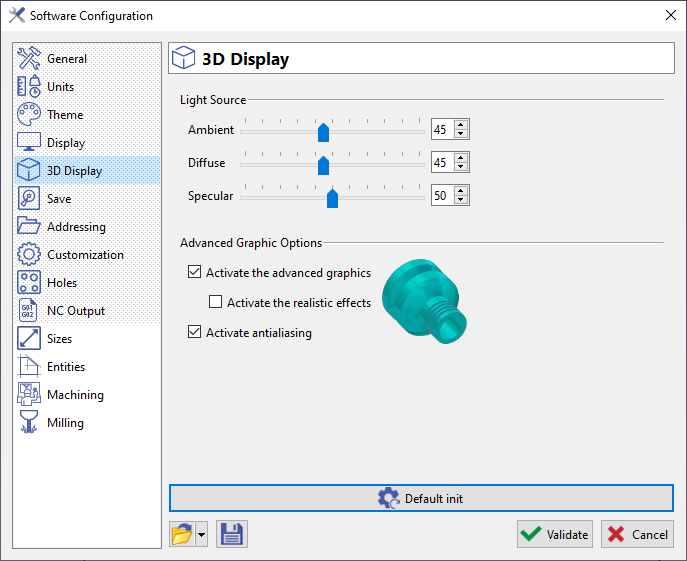 Software Configuration
General
Units
Theme
Display
3D Display
Save
Addressing
Customization
Holes
G01
G02
NC Output
Sizes
Entities
Machining
Milling
3D Display
Light Source
Ambient 45
Diffuse 45
Specular 50
Advanced Graphic Options
Activate the advanced graphics
Activate the realistic effects
Activate antialiasing
Default init
Validate
Cancel